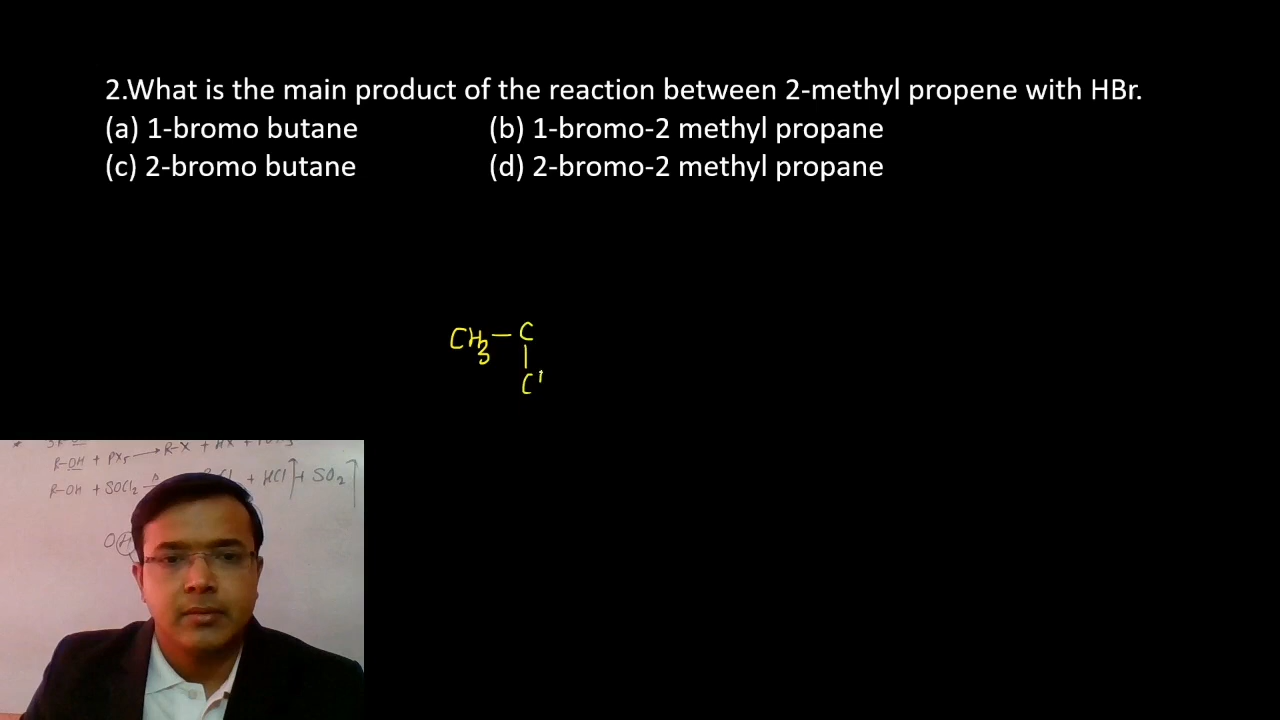 2.What is the main product of the reaction between 2-methyl propene with HBr.
(a) 1-bromo butane (b) 1-bromo-2 methyl propane
(c) 2-bromo butane (d) 2-bromo-2 methyl propane
CH₃ — C
|
C
R-OH + PX₅ → R-X + HX +
R-OH + SOCl₂ + HCl↑ + SO₂↑
OH